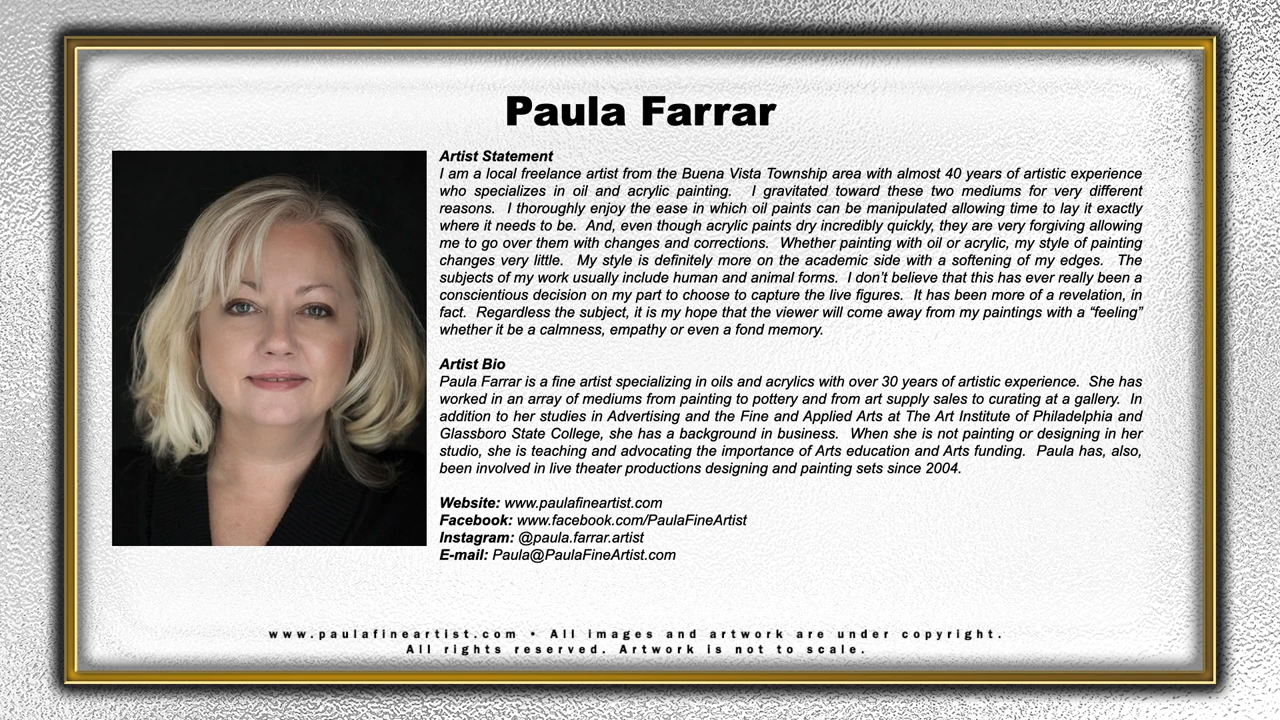 Paula Farrar
Artist Statement
I am a local freelance artist from the Buena Vista Township area with almost 40 years of artistic experience
who specializes in oil and acrylic painting. I gravitated toward these two mediums for very different
reasons. I thoroughly enjoy the ease in which oil paints can be manipulated allowing time to lay it exactly
where it needs to be. And, even though acrylic paints dry incredibly quickly, they are very forgiving allowing
me to go over them with changes and corrections. Whether painting with oil or acrylic, my style of painting
changes very little. My style is definitely more on the academic side with a softening of my edges. The
subjects of my work usually include human and animal forms. I don’t believe that this has ever really been a
conscientious decision on my part to choose to capture the live figures. It has been more of a revelation, in
fact. Regardless the subject, it is my hope that the viewer will come away from my paintings with a “feeling”
whether it be a calmness, empathy or even a fond memory.
Artist Bio
Paula Farrar is a fine artist specializing in oils and acrylics with over 30 years of artistic experience. She has
worked in an array of mediums from painting to pottery and from art supply sales to curating at a gallery. In
addition to her studies in Advertising and the Fine and Applied Arts at The Art Institute of Philadelphia and
Glassboro State College, she has a background in business. When she is not painting or designing in her
studio, she is teaching and advocating the importance of Arts education and Arts funding. Paula has, also,
been involved in live theater productions designing and painting sets since 2004.
Website: www.paulafineartist.com
Facebook: www.facebook.com/PaulaFineArtist
Instagram: @paula.farrar.artist
E-mail: Paula@PaulaFineArtist.com
www.paulafineartist.com • All images and artwork are under copyright.
All rights reserved. Artwork is not to scale.